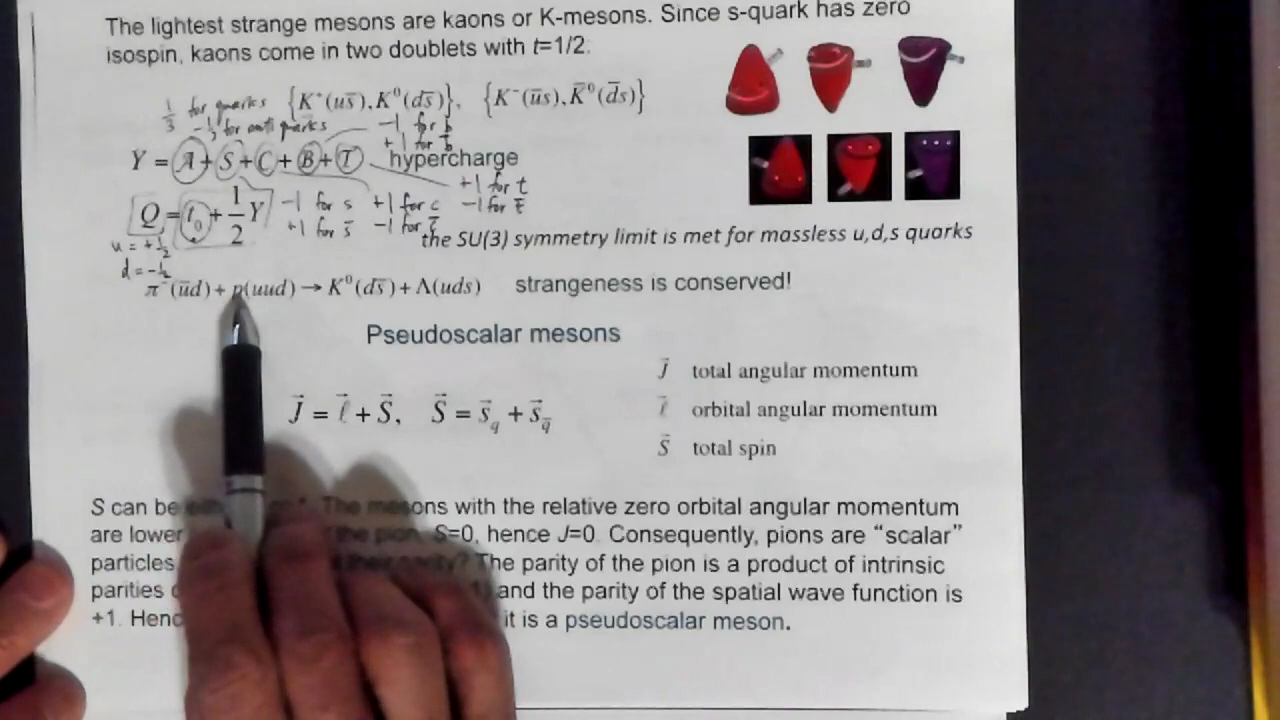 The lightest strange mesons are kaons or K-mesons. Since s-quark has zero
isospin, kaons come in two doublets with t=1/2:
{K⁺(us̄),K⁰(ds̄)}, {K⁻(ūs),K̄⁰(d̄s)}
1/3 for quarks
-1/3 for anti quarks
-1 for b
+1 for b̄
Y = A+S+C+B+T hypercharge
+1 for t
-1 for t̄
Q = t₀ + 1/2 Y
-1 for s +1 for c
+1 for s̄ -1 for c̄
u = +1/2
d = -1/2
the SU(3) symmetry limit is met for massless u,d,s quarks
π⁻(ūd)+p(uud)→K⁰(ds̄)+Λ(uds) strangeness is conserved!
Pseudoscalar mesons
J⃗ total angular momentum
J⃗ = ℓ⃗ + S⃗, S⃗ = s⃗_q + s⃗_q̄
ℓ⃗ orbital angular momentum
S⃗ total spin
S can be The mesons with the relative zero orbital angular momentum
are lower the pion, S=0, hence J=0. Consequently, pions are “scalar”
particles. their parity? The parity of the pion is a product of intrinsic
parities and the parity of the spatial wave function is
+1. it is a pseudoscalar meson.